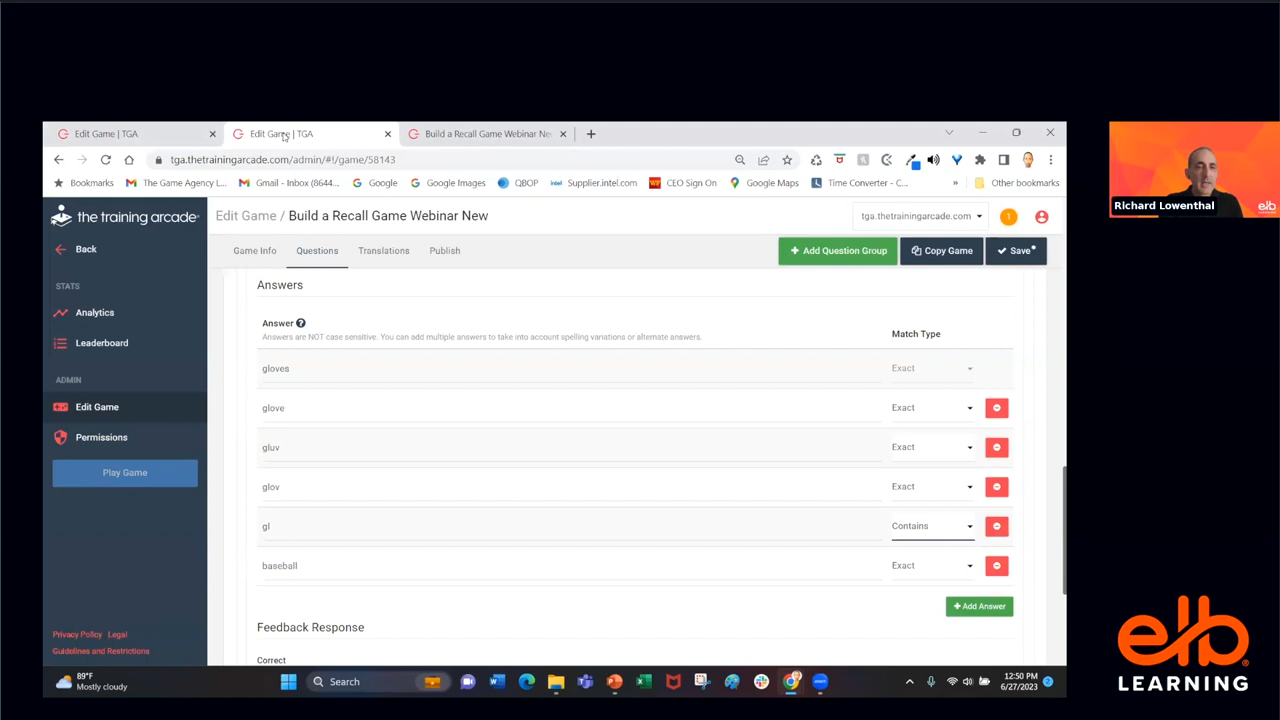 Edit Game | TGA
Edit Game | TGA
Build a Recall Game Webinar Ne
tga.thetrainingarcade.com/admin/#!/game/58143
Bookmarks
The Game Agency L...
Gmail - Inbox (8644...
Google
Google Images
QBOP
intel
Supplier.intel.com
CEO Sign On
Google Maps
Time Converter - C...
»
Other bookmarks
the training arcade
Edit Game / Build a Recall Game Webinar New
tga.thetrainingarcade.com
1
Back
Game Info
Questions
Translations
Publish
+ Add Question Group
Copy Game
Save*
STATS
Analytics
Leaderboard
ADMIN
Edit Game
Permissions
Play Game
Privacy Policy Legal
Guidelines and Restrictions
Answers
Answer ?
Answers are NOT case sensitive. You can add multiple answers to take into account spelling variations or alternate answers.
Match Type
gloves Exact
glove Exact
gluv Exact
glov Exact
gl Contains
baseball Exact
+ Add Answer
Feedback Response
Correct
89°F
Mostly cloudy
Search
12:50 PM
6/27/2023
2
Richard Lowenthal
elb
elb
LEARNING